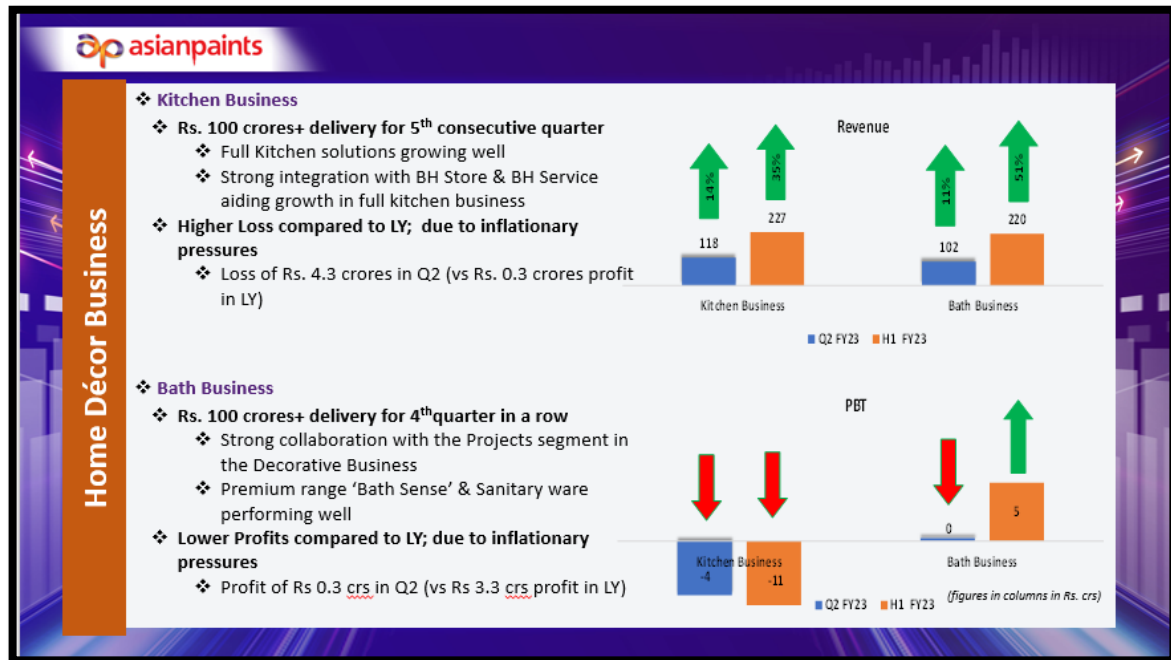 asianpaints
Home Décor Business
❖ Kitchen Business
❖ Rs. 100 crores+ delivery for 5th consecutive quarter
❖ Full Kitchen solutions growing well
❖ Strong integration with BH Store & BH Service
aiding growth in full kitchen business
❖ Higher Loss compared to LY; due to inflationary
pressures
❖ Loss of Rs. 4.3 crores in Q2 (vs Rs. 0.3 crores profit
in LY)
Revenue
14%
35%
11%
51%
118
227
102
220
Kitchen Business
Bath Business
Q2 FY23
H1 FY23
❖ Bath Business
❖ Rs. 100 crores+ delivery for 4thquarter in a row
❖ Strong collaboration with the Projects segment in
the Decorative Business
❖ Premium range ‘Bath Sense’ & Sanitary ware
performing well
❖ Lower Profits compared to LY; due to inflationary
pressures
❖ Profit of Rs 0.3 crs in Q2 (vs Rs 3.3 crs profit in LY)
PBT
0
5
Kitchen Business
Bath Business
-4
-11
Q2 FY23
H1 FY23
(figures in columns in Rs. crs)